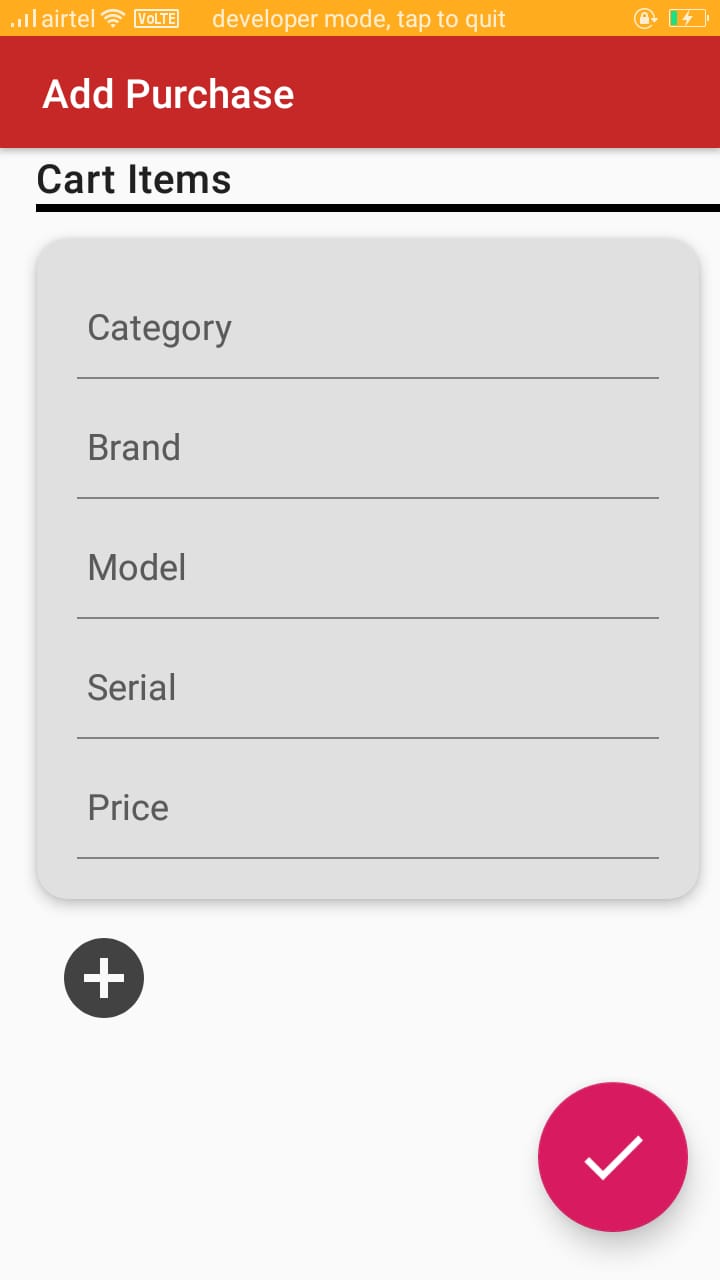 airtel VoLTE developer mode, tap to quit
Add Purchase
Cart Items
Category
Brand
Model
Serial
Price